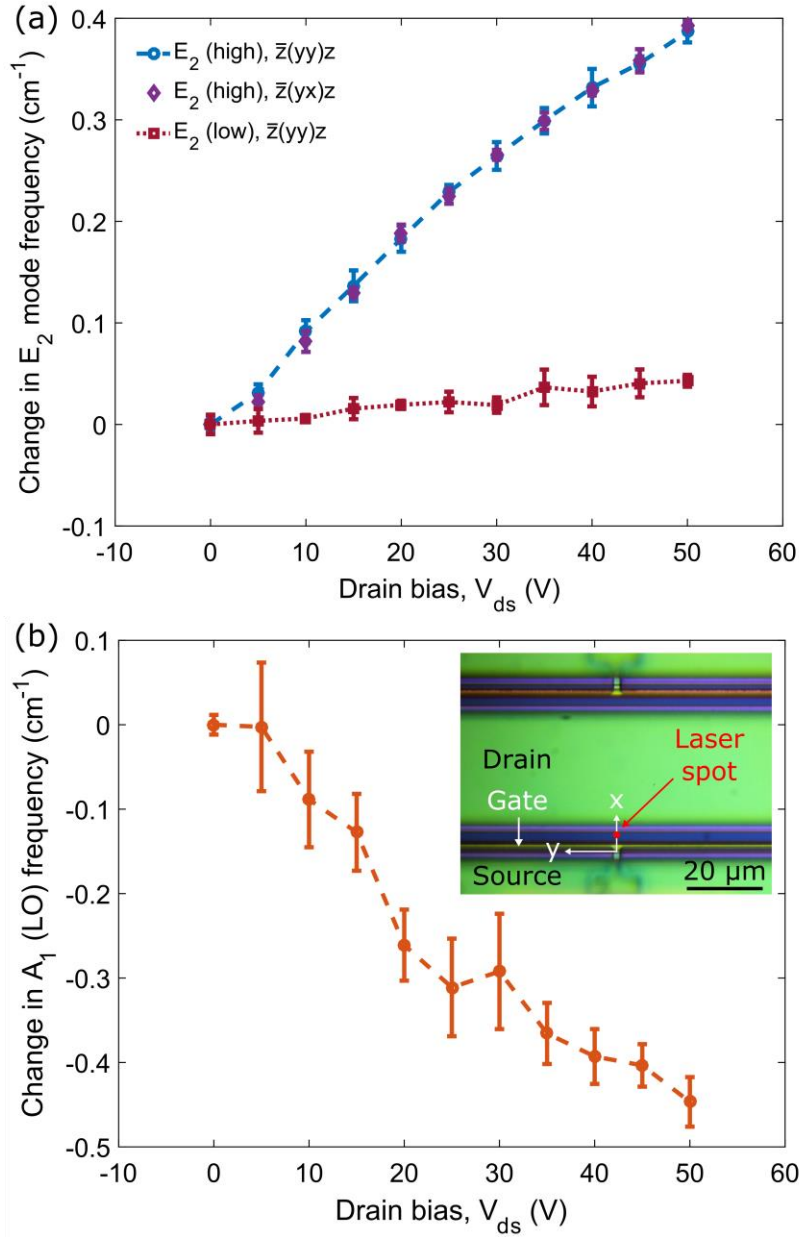 (a)
0.4
0.3
0.2
0.1
0
-0.1
Change in E₂ mode frequency (cm⁻¹)
E₂ (high), z̄(yy)z
E₂ (high), z̄(yx)z
E₂ (low), z̄(yy)z
-10 0 10 20 30 40 50 60
Drain bias, V_ds (V)
(b)
0.1
0
-0.1
-0.2
-0.3
-0.4
-0.5
Change in A₁ (LO) frequency (cm⁻¹)
Drain
Laser
spot
Gate
x
y
Source
20 μm
-10 0 10 20 30 40 50 60
Drain bias, V_ds (V)